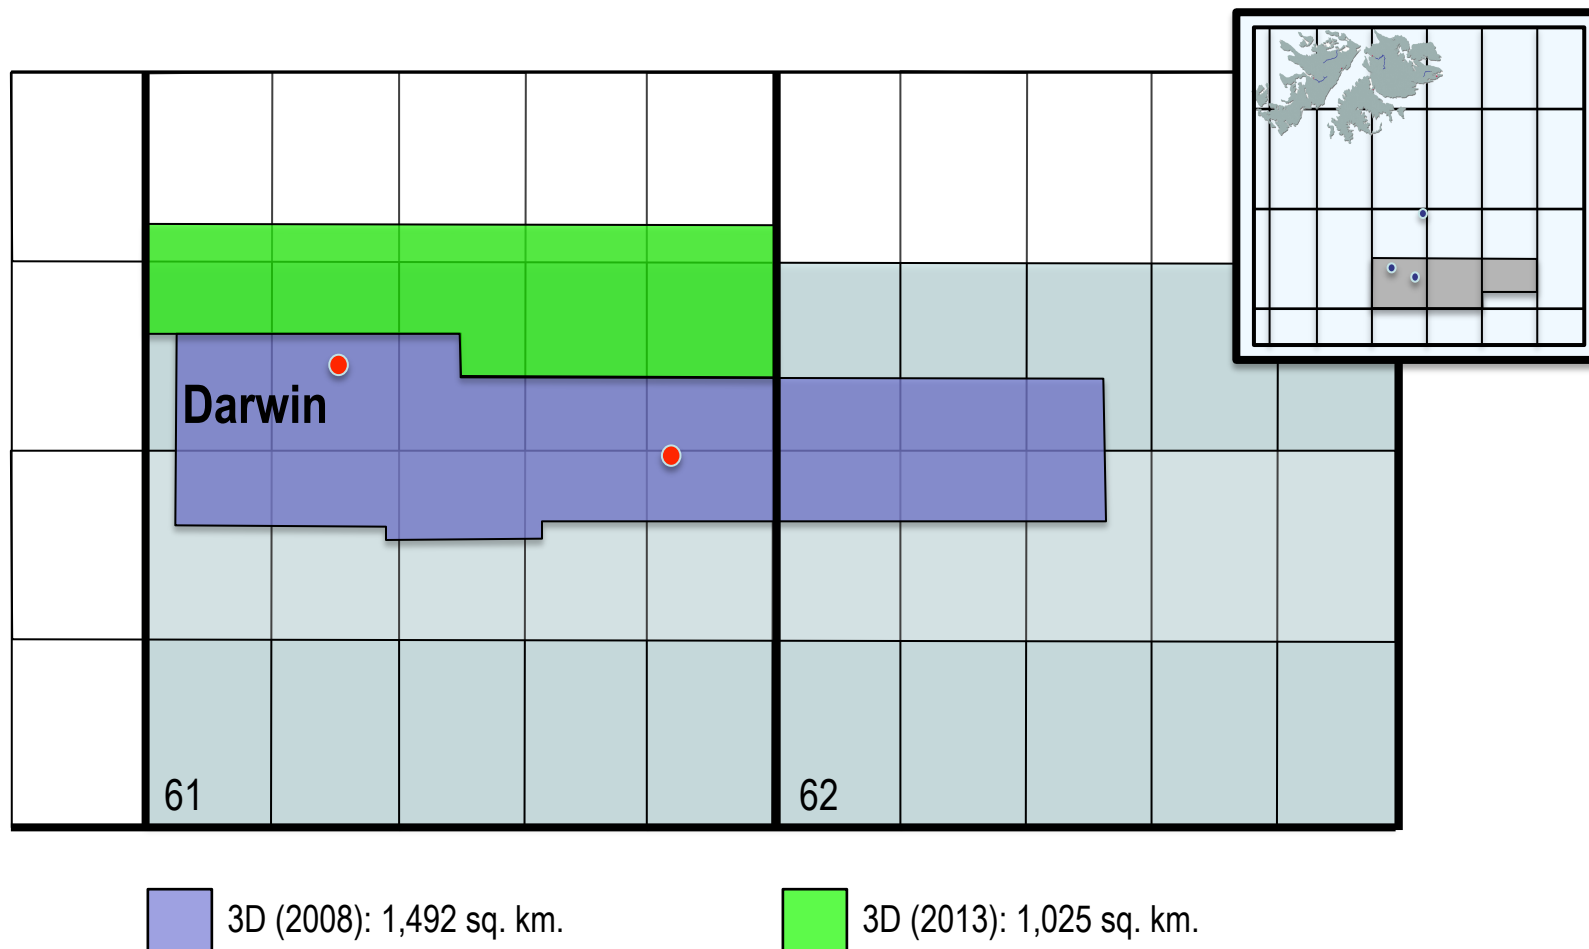 Darwin
61
62
3D (2008): 1,492 sq. km.
3D (2013): 1,025 sq. km.